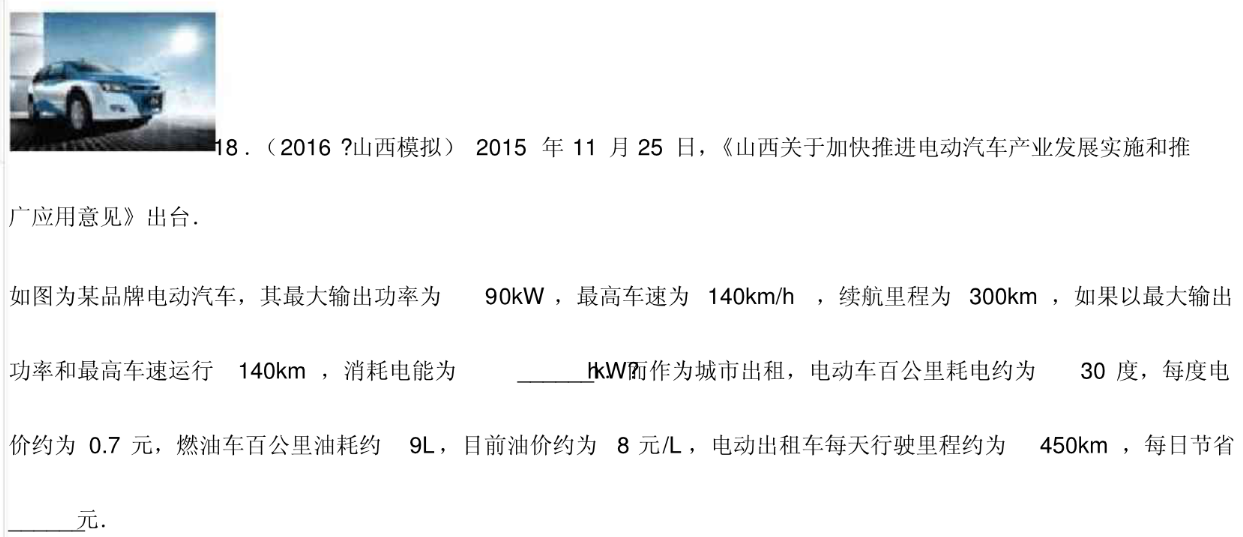 18．（2016 ?山西模拟） 2015 年 11 月 25 日，《山西关于加快推进电动汽车产业发展实施和推
广应用意见》出台．
如图为某品牌电动汽车，其最大输出功率为 90kW ，最高车速为 140km/h ，续航里程为 300km ，如果以最大输出
功率和最高车速运行 140km ，消耗电能为 ______kW?h．而作为城市出租，电动车百公里耗电约为 30 度，每度电
价约为 0.7 元，燃油车百公里油耗约 9L，目前油价约为 8 元/L ，电动出租车每天行驶里程约为 450km ，每日节省
______元．